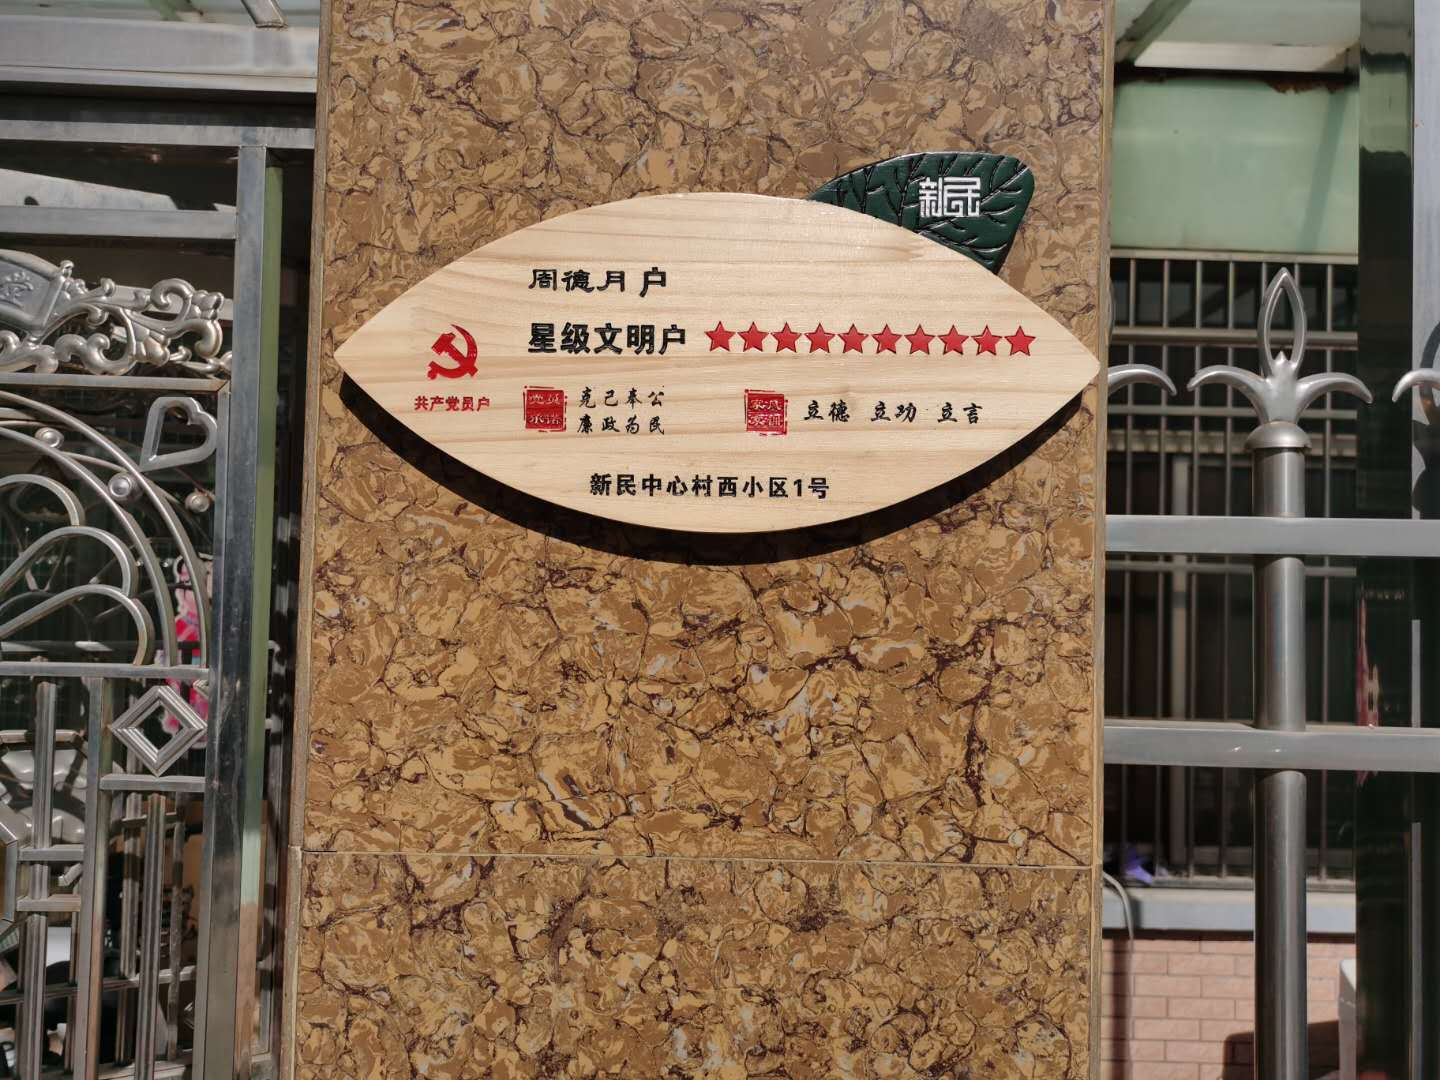 新民
周德月户
星级文明户 ★★★★★★★★★★
共产党员户
党员承诺
克己奉公
廉政为民
家风家训
立德 立功 立言
新民中心村西小区1号